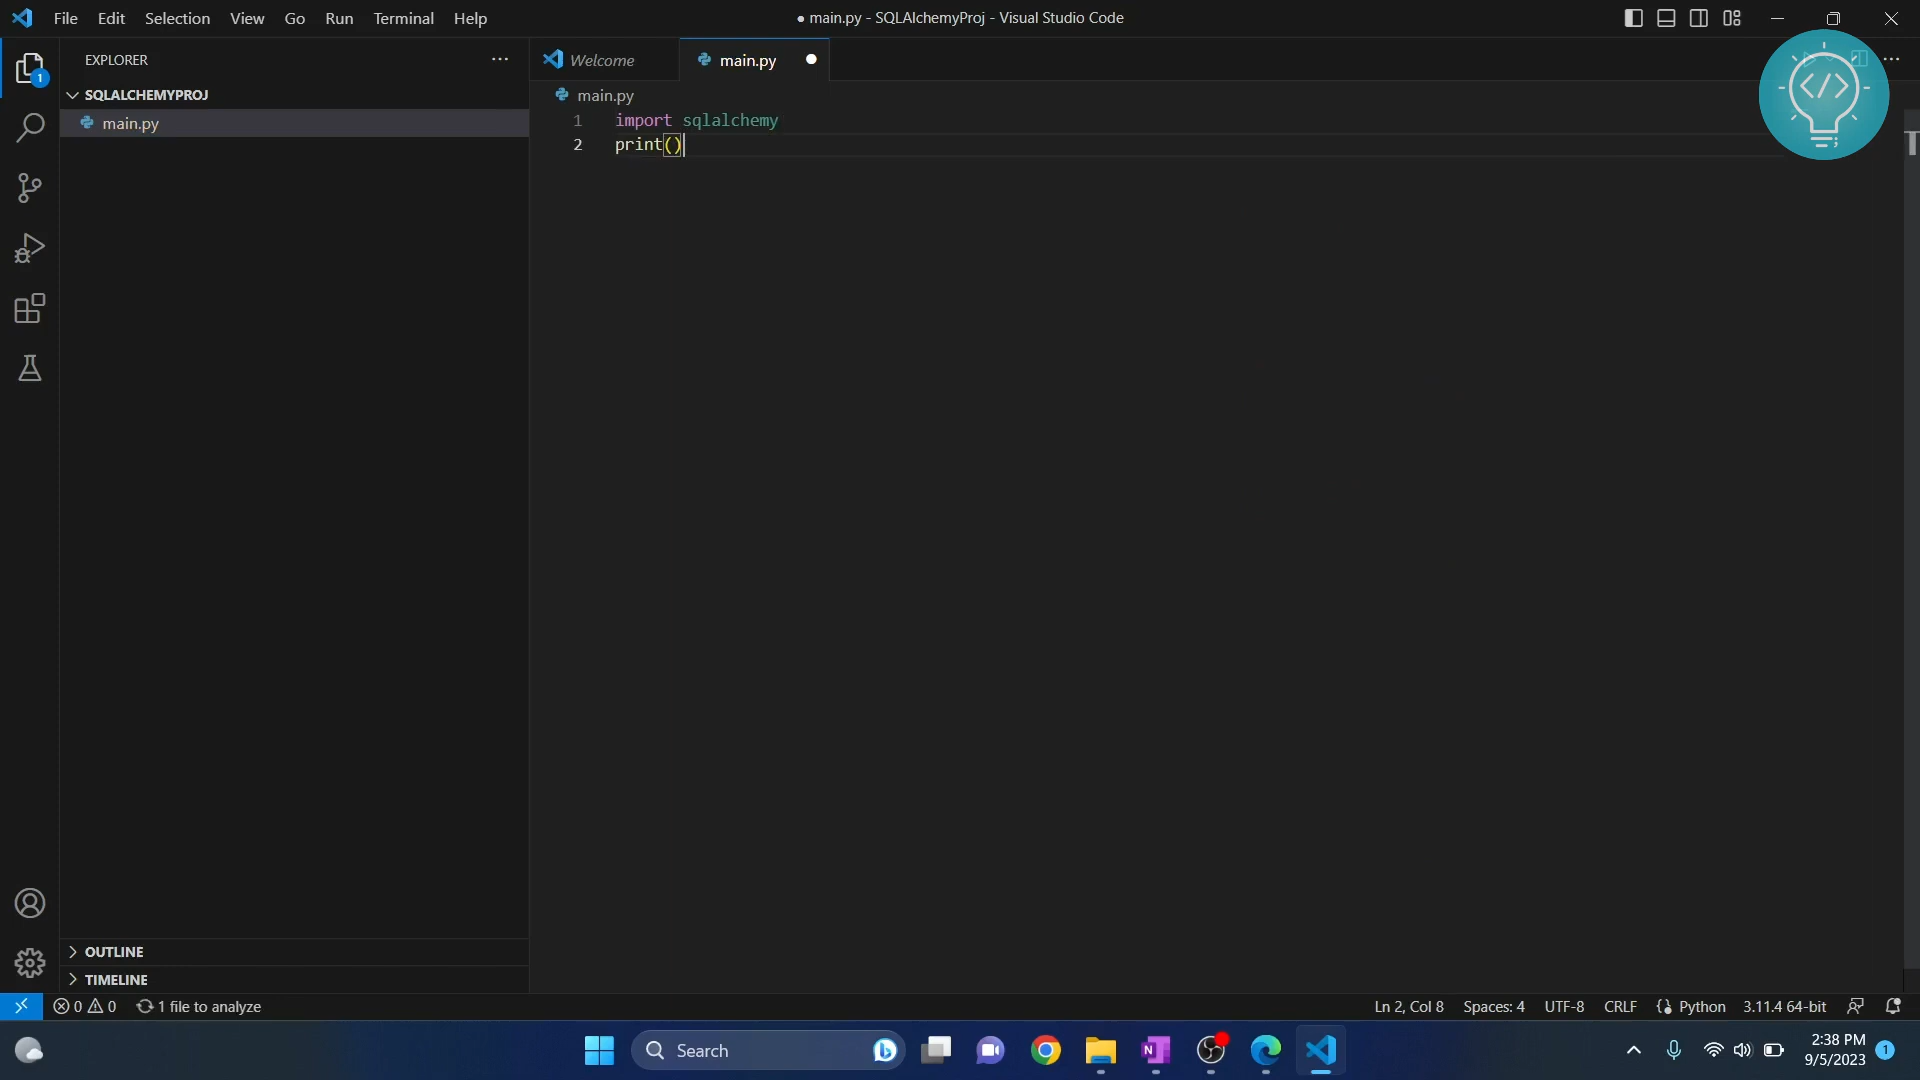 File Edit Selection View Go Run Terminal Help
● main.py - SQLAlchemyProj - Visual Studio Code
EXPLORER
1
SQLALCHEMYPROJ
main.py
Welcome
main.py
main.py
1 import sqlalchemy
2 print()
</>
;
OUTLINE
TIMELINE
0 0 1 file to analyze
Ln 2, Col 8 Spaces: 4 UTF-8 CRLF Python 3.11.4 64-bit
Search
N
2:38 PM
9/5/2023
1